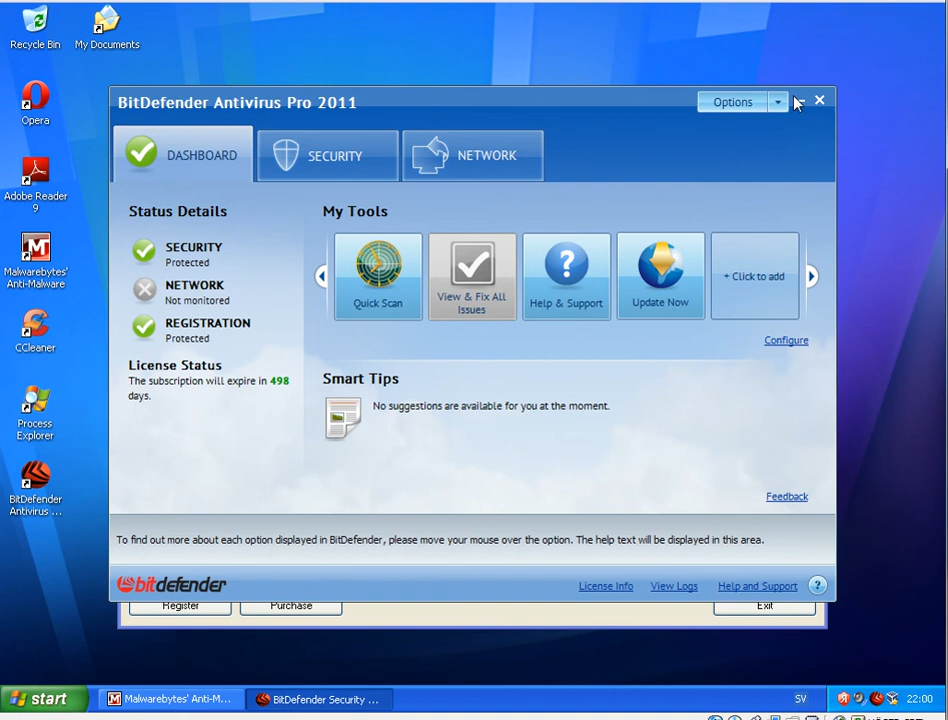 Recycle Bin
My Documents
Opera
Adobe Reader
9
Malwarebytes'
Anti-Malware
CCleaner
Process
Explorer
BitDefender
Antivirus ...
BitDefender Antivirus Pro 2011
Options
DASHBOARD
SECURITY
NETWORK
Status Details
SECURITY
Protected
NETWORK
Not monitored
REGISTRATION
Protected
License Status
The subscription will expire in 498
days.
My Tools
Quick Scan
View & Fix All
Issues
Help & Support
Update Now
+ Click to add
Configure
Smart Tips
No suggestions are available for you at the moment.
Feedback
To find out more about each option displayed in BitDefender, please move your mouse over the option. The help text will be displayed in this area.
bitdefender
License Info
View Logs
Help and Support
?
Register
Purchase
Exit
start
Malwarebytes' Anti-M...
BitDefender Security ...
SV
22:00